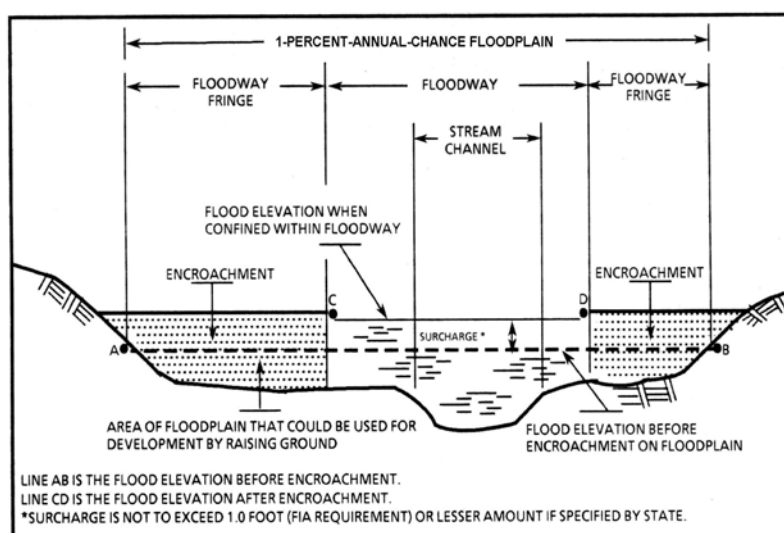 1-PERCENT-ANNUAL-CHANCE FLOODPLAIN
FLOODWAY
FRINGE
FLOODWAY
FLOODWAY
FRINGE
STREAM
CHANNEL
FLOOD ELEVATION WHEN
CONFINED WITHIN FLOODWAY
ENCROACHMENT
C
D
ENCROACHMENT
SURCHARGE *
A
B
AREA OF FLOODPLAIN THAT COULD BE USED FOR
DEVELOPMENT BY RAISING GROUND
FLOOD ELEVATION BEFORE
ENCROACHMENT ON FLOODPLAIN
LINE AB IS THE FLOOD ELEVATION BEFORE ENCROACHMENT.
LINE CD IS THE FLOOD ELEVATION AFTER ENCROACHMENT.
*SURCHARGE IS NOT TO EXCEED 1.0 FOOT (FIA REQUIREMENT) OR LESSER AMOUNT IF SPECIFIED BY STATE.